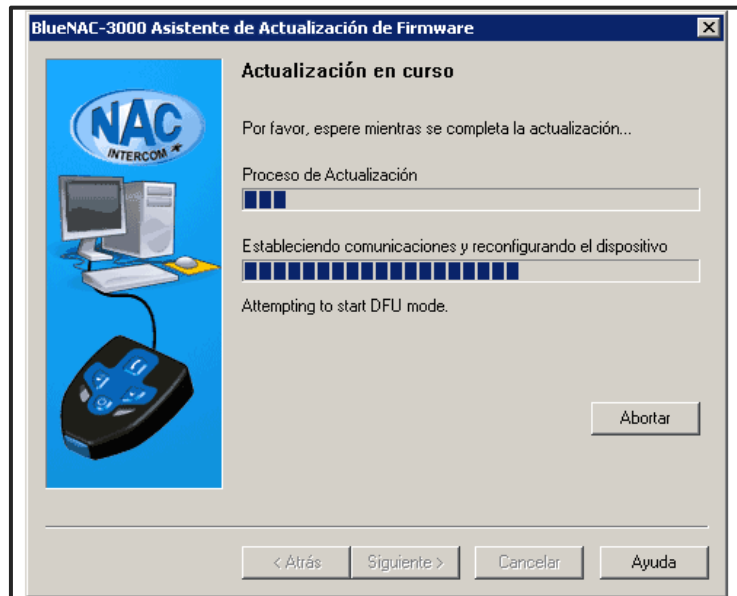 BlueNAC-3000 Asistente de Actualización de Firmware
Actualización en curso
NAC
INTERCOM
Por favor, espere mientras se completa la actualización...
Proceso de Actualización
Estableciendo comunicaciones y reconfigurando el dispositivo
Attempting to start DFU mode.
Abortar
< Atrás
Siguiente >
Cancelar
Ayuda